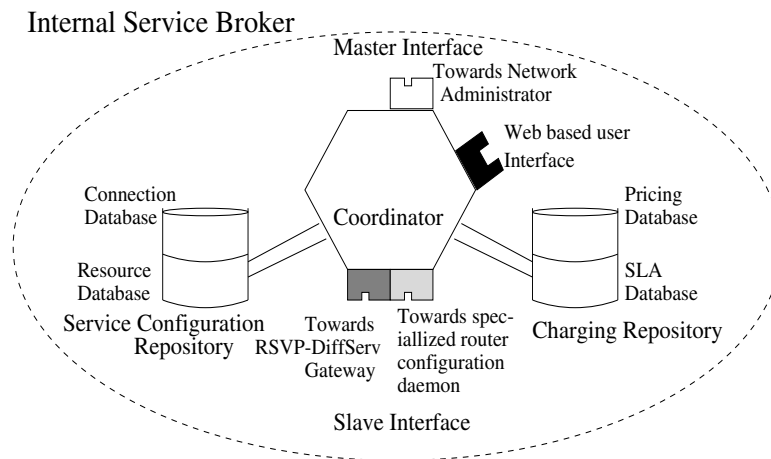 Internal Service Broker
Master Interface
Towards Network
Administrator
Web based user
Interface
Connection
Database
Resource
Database
Service Configuration
Repository
Coordinator
Pricing
Database
SLA
Database
Charging Repository
Towards
RSVP-DiffServ
Gateway
Towards spec-
iallized router
configuration
daemon
Slave Interface